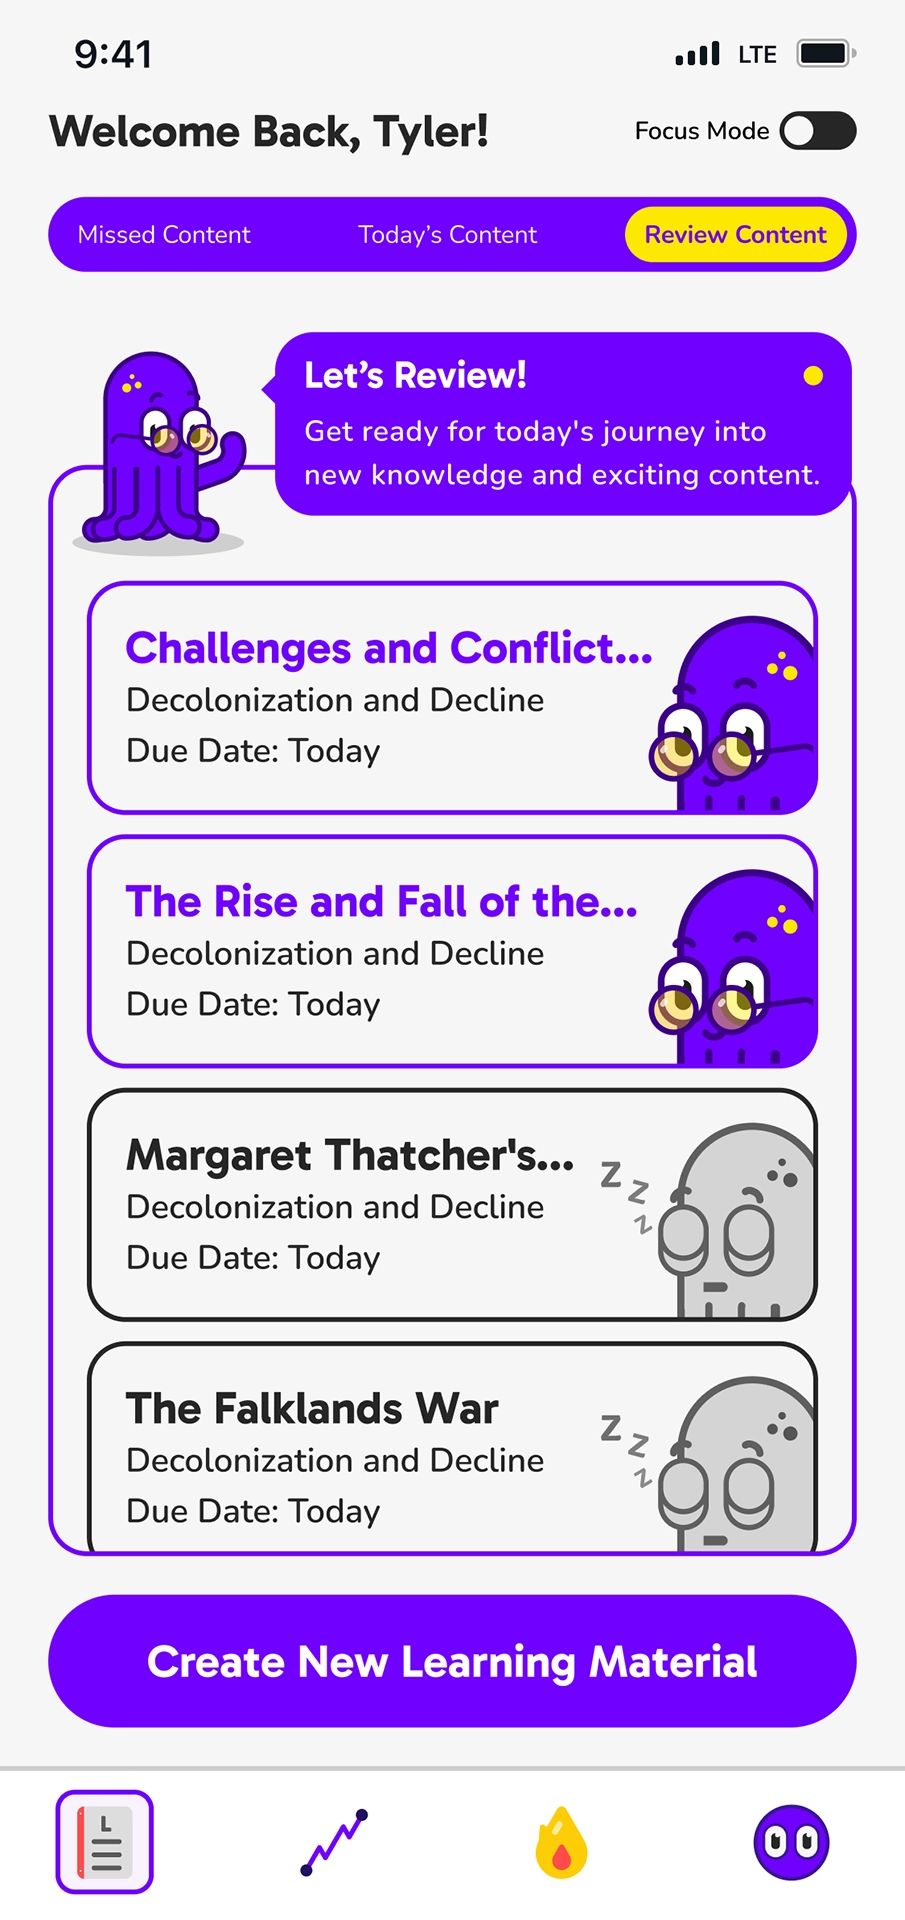 9:41
LTE
Welcome Back, Tyler!
Focus Mode
Missed Content
Today’s Content
Review Content
Let’s Review!
Get ready for today's journey into
new knowledge and exciting content.
Challenges and Conflict...
Decolonization and Decline
Due Date: Today
The Rise and Fall of the...
Decolonization and Decline
Due Date: Today
Margaret Thatcher's...
Decolonization and Decline
Due Date: Today
z z z
The Falklands War
Decolonization and Decline
Due Date: Today
z z z
Create New Learning Material
L